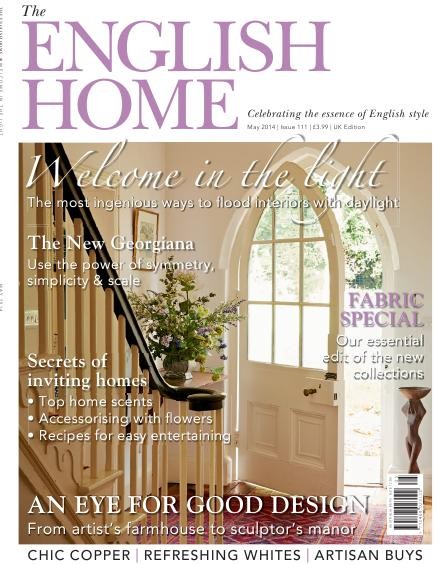 The
ENGLISH
HOME
Celebrating the essence of English style
May 2014 | Issue 111 | £3.99 | UK Edition
Welcome in the light
The most ingenious ways to flood interiors with daylight
The New Georgiana
Use the power of symmetry,
simplicity & scale
FABRIC
SPECIAL
Our essential
edit of the new
collections
Secrets of
inviting homes
• Top home scents
• Accessorising with flowers
• Recipes for easy entertaining
AN EYE FOR GOOD DESIGN
From artist's farmhouse to sculptor's manor
CHIC COPPER | REFRESHING WHITES | ARTISAN BUYS